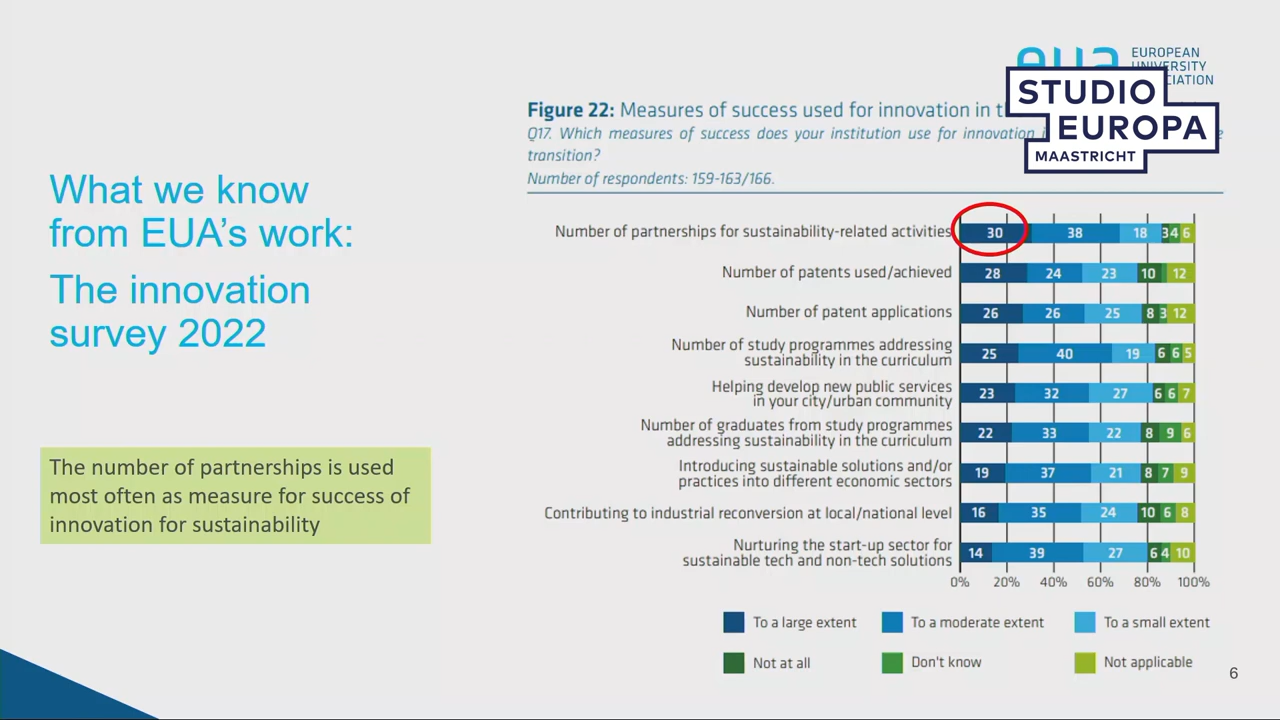 What we know
from EUA's work:
The innovation
survey 2022
The number of partnerships is used
most often as measure for success of
innovation for sustainability
EUROPEAN
UNIVERSITY
STUDIO
EUROPA
MAASTRICHT
Figure 22: Measures of success used for innovation in
Q17. Which measures of success does your institution use for innovation
transition?
Number of respondents: 159-163/166.
Number of partnerships for sustainability-related activities 30 38 18 3 4 6
Number of patents used/achieved 28 24 23 10 12
Number of patent applications 26 26 25 8 3 12
Number of study programmes addressing
sustainability in the curriculum 25 40 19 6 6 5
Helping develop new public services
in your city/urban community 23 32 27 6 6 7
Number of graduates from study programmes
addressing sustainability in the curriculum 22 33 22 8 9 6
Introducing sustainable solutions and/or
practices into different economic sectors 19 37 21 8 7 9
Contributing to industrial reconversion at local/national level 16 35 24 10 6 8
Nurturing the start-up sector for
sustainable tech and non-tech solutions 14 39 27 6 4 10
0% 20% 40% 60% 80% 100%
To a large extent To a moderate extent To a small extent
Not at all Don't know Not applicable
6